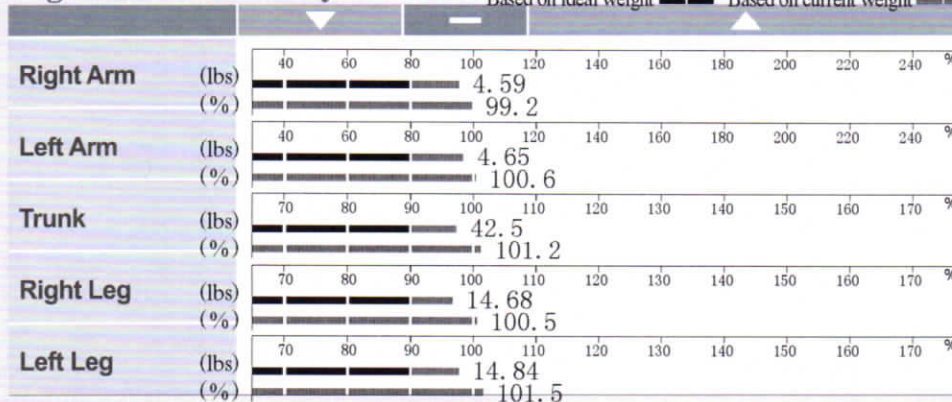 Based on ideal weight Based on current weight
40 60 80 100 120 140 160 180 200 220 240 %
Right Arm (lbs) 4.59
(%) 99.2
40 60 80 100 120 140 160 180 200 220 240 %
Left Arm (lbs) 4.65
(%) 100.6
70 80 90 100 110 120 130 140 150 160 170 %
Trunk (lbs) 42.5
(%) 101.2
70 80 90 100 110 120 130 140 150 160 170 %
Right Leg (lbs) 14.68
(%) 100.5
70 80 90 100 110 120 130 140 150 160 170 %
Left Leg (lbs) 14.84
(%) 101.5